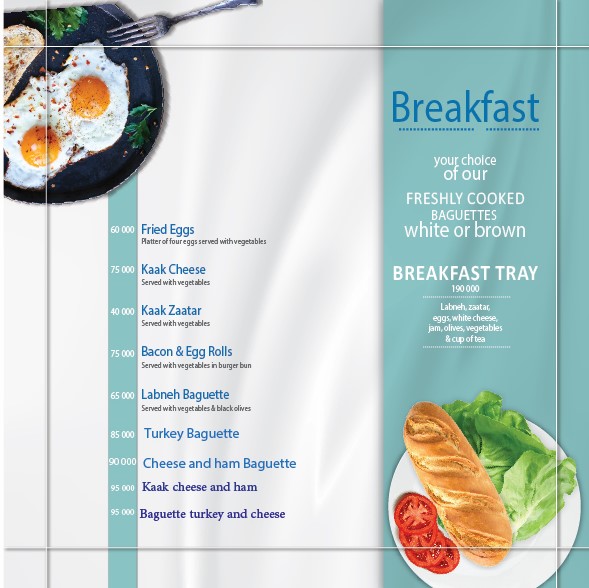 Breakfast
your choice
of our
FRESHLY COOKED
BAGUETTES
white or brown
BREAKFAST TRAY
190 000
Labneh, zaatar,
eggs, white cheese,
jam, olives, vegetables
& cup of tea
60 000 Fried Eggs
Platter of four eggs served with vegetables
75 000 Kaak Cheese
Served with vegetables
40 000 Kaak Zaatar
Served with vegetables
75 000 Bacon & Egg Rolls
Served with vegetables in burger bun
65 000 Labneh Baguette
Served with vegetables & black olives
85 000 Turkey Baguette
90 000 Cheese and ham Baguette
95 000 Kaak cheese and ham
95 000 Baguette turkey and cheese